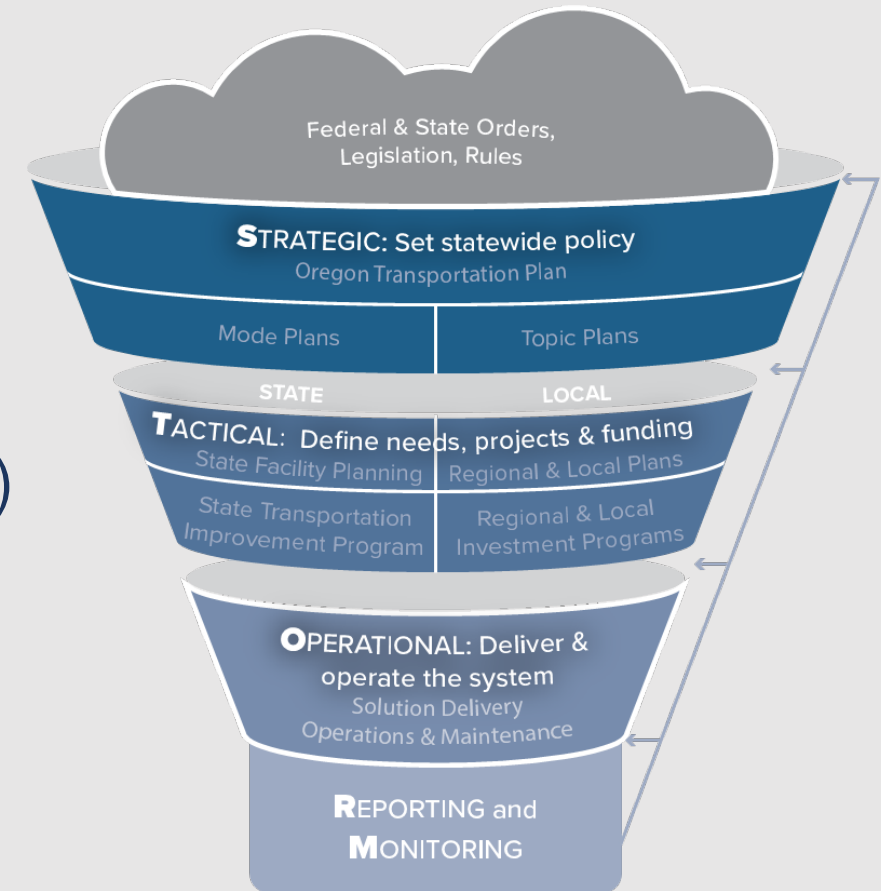 Federal & State Orders,
Legislation, Rules
STRATEGIC: Set statewide policy
Oregon Transportation Plan
Mode Plans
Topic Plans
STATE
LOCAL
TACTICAL: Define needs, projects & funding
State Facility Planning
Regional & Local Plans
State Transportation
Improvement Program
Regional & Local
Investment Programs
OPERATIONAL: Deliver &
operate the system
Solution Delivery
Operations & Maintenance
REPORTING and
MONITORING